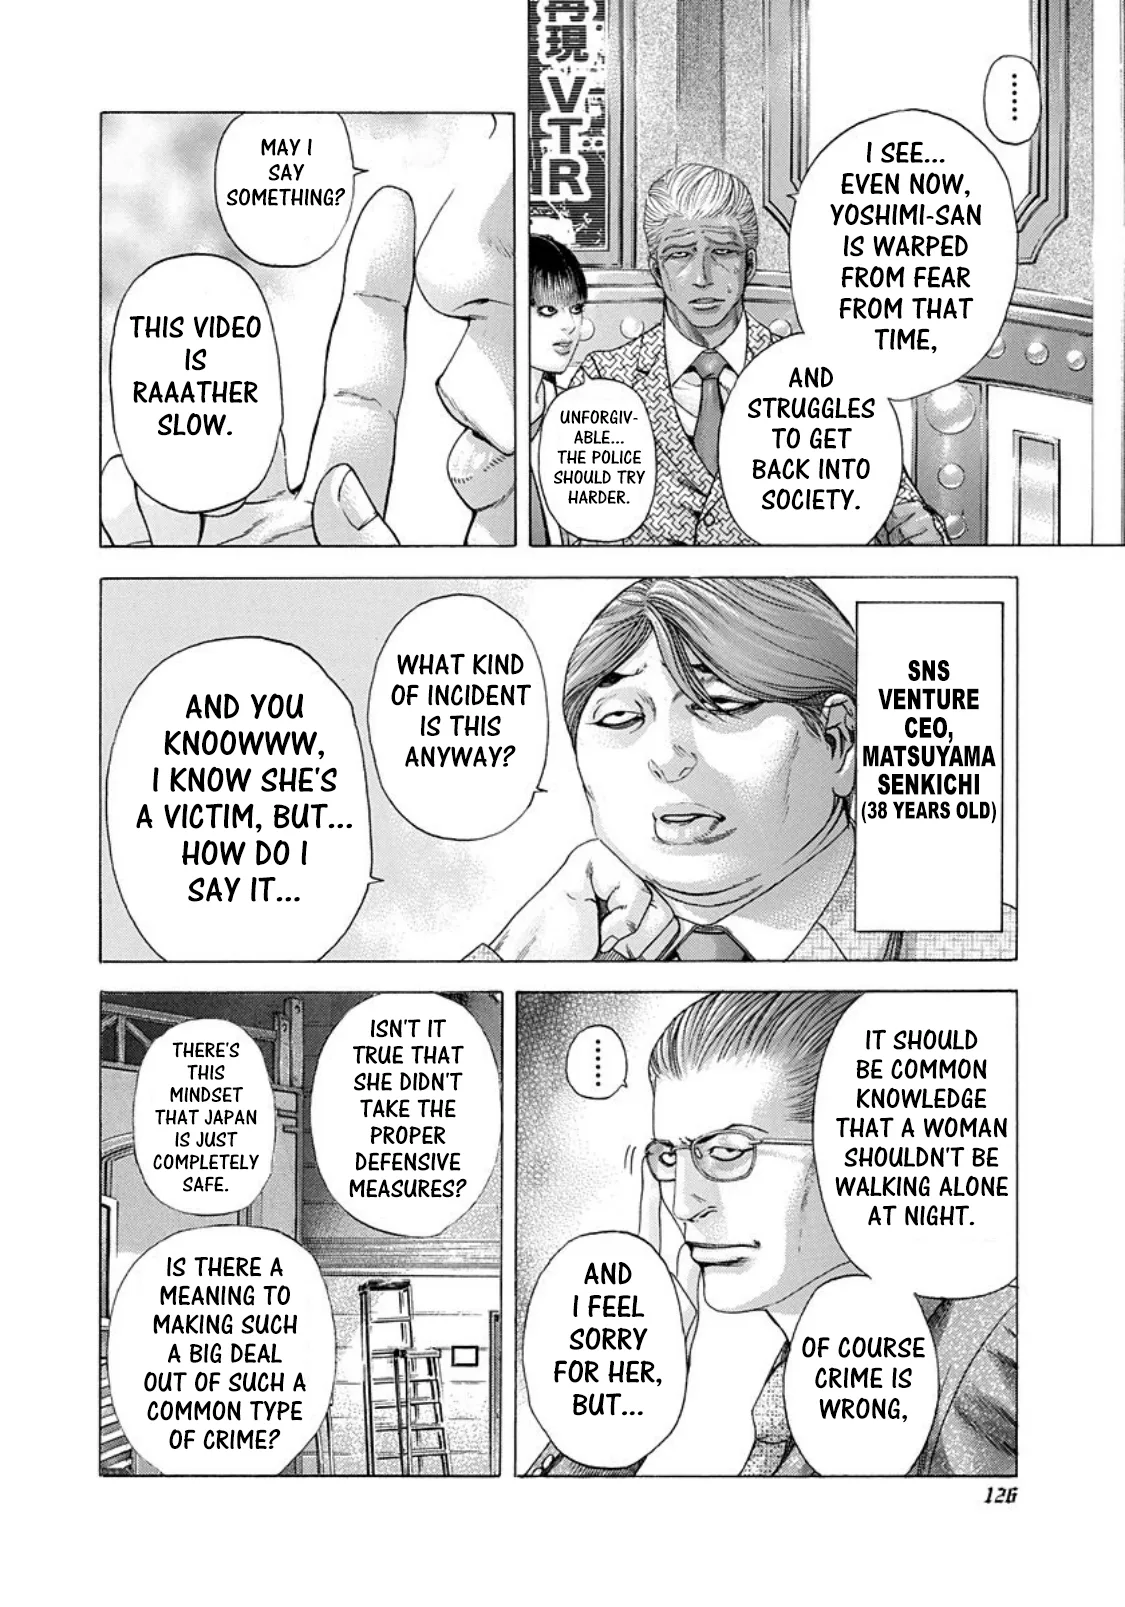 再現VTR
……
I SEE...
EVEN NOW,
YOSHIMI-SAN
IS WARPED
FROM FEAR
FROM THAT
TIME,
AND
STRUGGLES
TO GET
BACK INTO
SOCIETY.
UNFORGIV-
ABLE...
THE POLICE
SHOULD TRY
HARDER.
MAY I
SAY
SOMETHING?
THIS VIDEO
IS
RAAATHER
SLOW.
SNS
VENTURE
CEO,
MATSUYAMA
SENKICHI
(38 YEARS OLD)
WHAT KIND
OF INCIDENT
IS THIS
ANYWAY?
AND YOU
KNOOWWW,
I KNOW SHE'S
A VICTIM, BUT...
HOW DO I
SAY IT...
IT SHOULD
BE COMMON
KNOWLEDGE
THAT A WOMAN
SHOULDN'T BE
WALKING ALONE
AT NIGHT.
OF COURSE
CRIME IS
WRONG,
……
AND
I FEEL
SORRY
FOR HER,
BUT...
ISN'T IT
TRUE THAT
SHE DIDN'T
TAKE THE
PROPER
DEFENSIVE
MEASURES?
THERE'S
THIS
MINDSET
THAT JAPAN
IS JUST
COMPLETELY
SAFE.
IS THERE A
MEANING TO
MAKING SUCH
A BIG DEAL
OUT OF SUCH A
COMMON TYPE
OF CRIME?
126